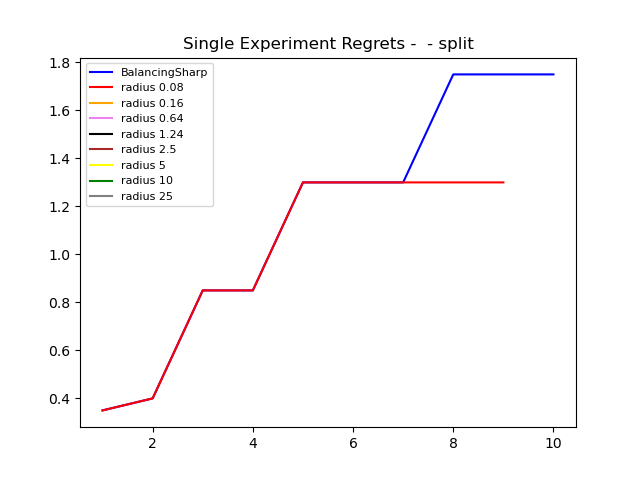 Single Experiment Regrets -  - split
BalancingSharp
radius 0.08
radius 0.16
radius 0.64
radius 1.24
radius 2.5
radius 5
radius 10
radius 25
1.8
1.6
1.4
1.2
1.0
0.8
0.6
0.4
2 4 6 8 10